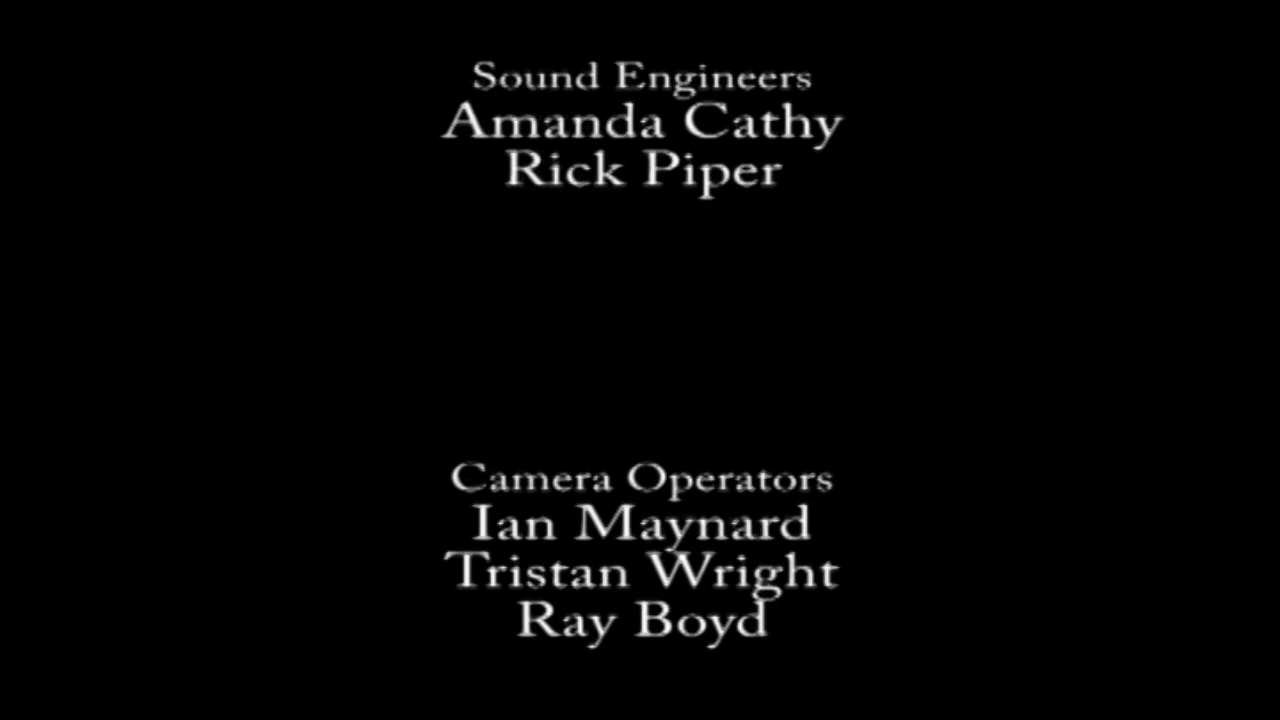 Sound Engineers
Amanda Cathy
Rick Piper
Camera Operators
Ian Maynard
Tristan Wright
Ray Boyd